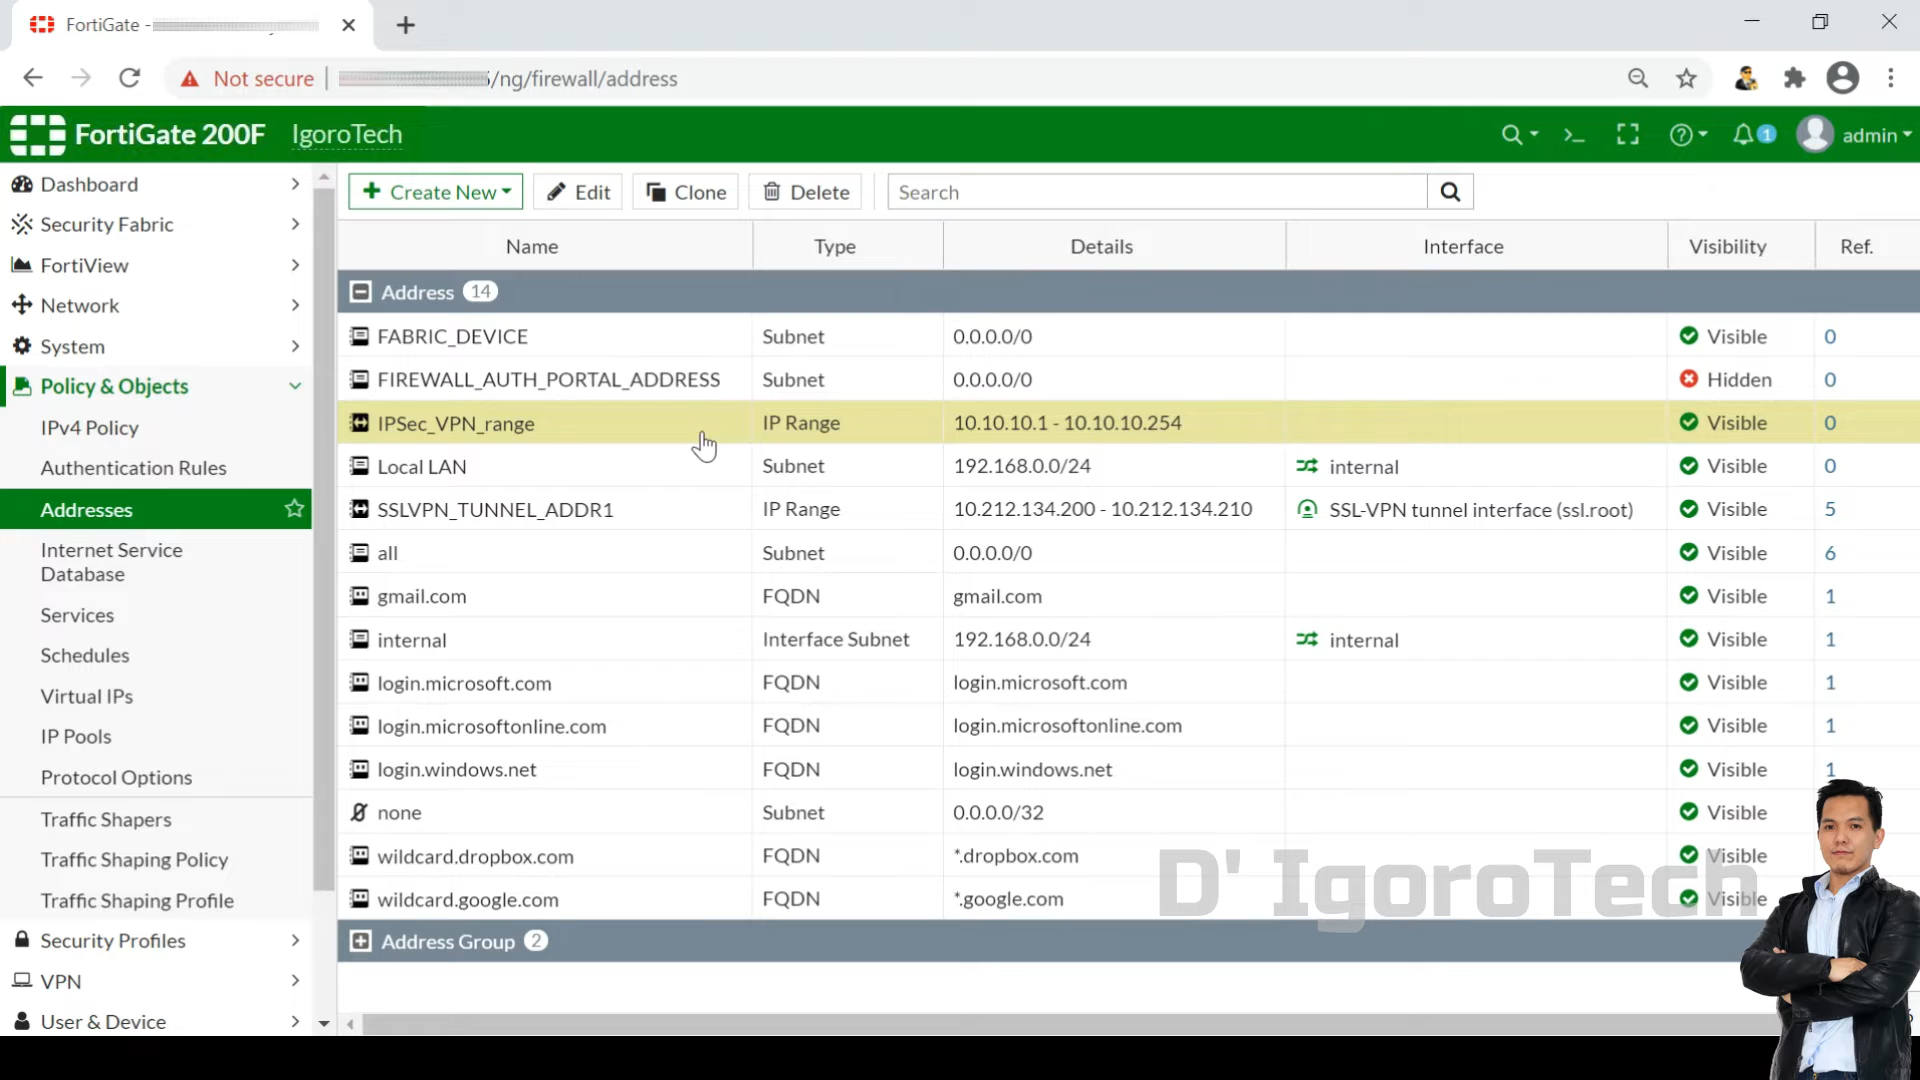 FortiGate -
Not secure /ng/firewall/address
FortiGate 200F IgoroTech 1 admin
Dashboard
Security Fabric
FortiView
Network
System
Policy & Objects
IPv4 Policy
Authentication Rules
Addresses
Internet Service
Database
Services
Schedules
Virtual IPs
IP Pools
Protocol Options
Traffic Shapers
Traffic Shaping Policy
Traffic Shaping Profile
Security Profiles
VPN
User & Device
+ Create New Edit Clone Delete Search
Name Type Details Interface Visibility Ref.
Address 14
FABRIC_DEVICE Subnet 0.0.0.0/0 Visible 0
FIREWALL_AUTH_PORTAL_ADDRESS Subnet 0.0.0.0/0 Hidden 0
IPSec_VPN_range IP Range 10.10.10.1 - 10.10.10.254 Visible 0
Local LAN Subnet 192.168.0.0/24 internal Visible 0
SSLVPN_TUNNEL_ADDR1 IP Range 10.212.134.200 - 10.212.134.210 SSL-VPN tunnel interface (ssl.root) Visible 5
all Subnet 0.0.0.0/0 Visible 6
gmail.com FQDN gmail.com Visible 1
internal Interface Subnet 192.168.0.0/24 internal Visible 1
login.microsoft.com FQDN login.microsoft.com Visible 1
login.microsoftonline.com FQDN login.microsoftonline.com Visible 1
login.windows.net FQDN login.windows.net Visible 1
none Subnet 0.0.0.0/32 Visible
wildcard.dropbox.com FQDN *.dropbox.com Visible
wildcard.google.com FQDN *.google.com Visible
Address Group 2
D' IgoroTech